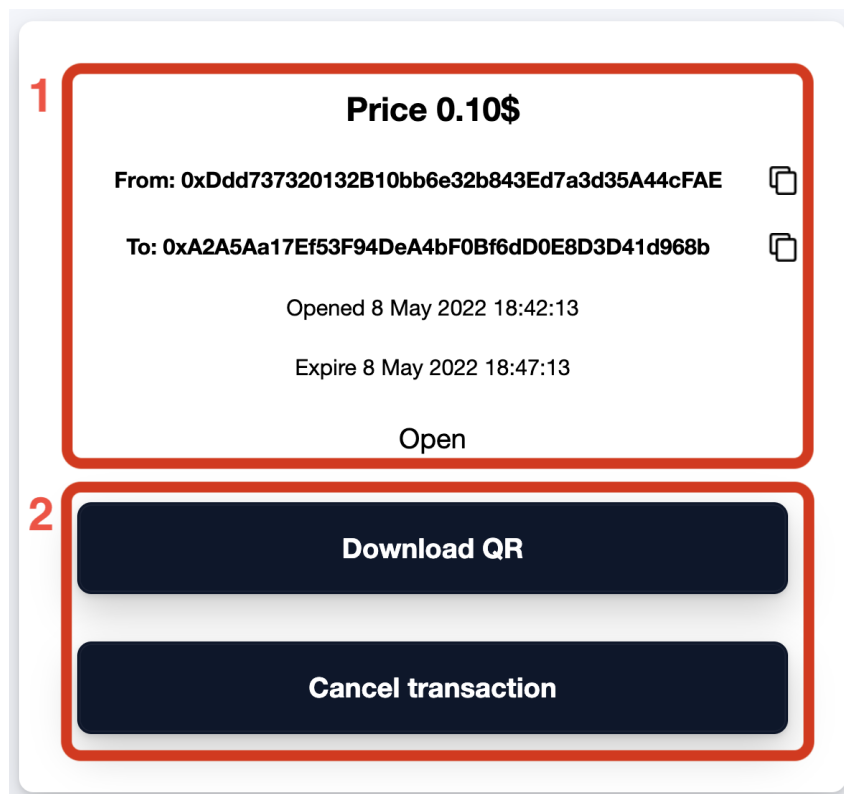 1
Price 0.10$
From: 0xDdd737320132B10bb6e32b843Ed7a3d35A44cFAE
To: 0xA2A5Aa17Ef53F94DeA4bF0Bf6dD0E8D3D41d968b
Opened 8 May 2022 18:42:13
Expire 8 May 2022 18:47:13
Open
2
Download QR
Cancel transaction